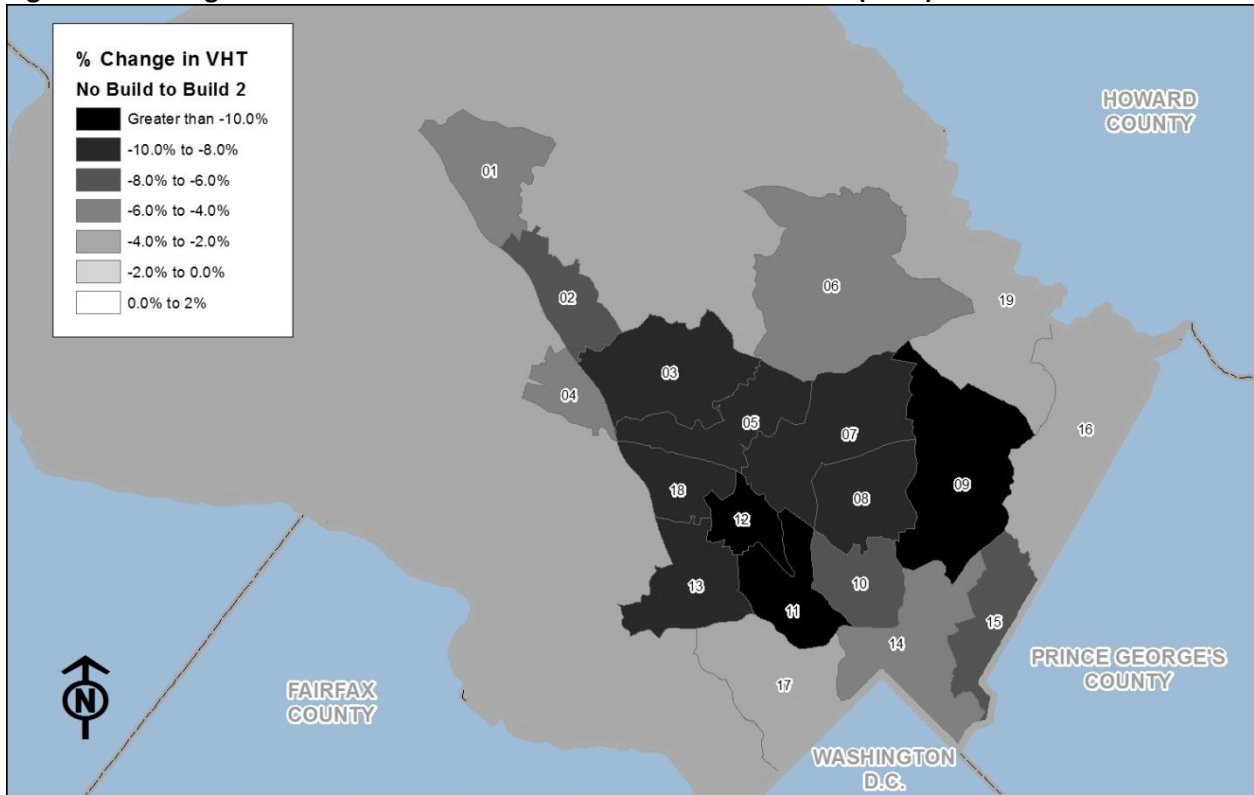 % Change in VHT
No Build to Build 2
Greater than -10.0%
-10.0% to -8.0%
-8.0% to -6.0%
-6.0% to -4.0%
-4.0% to -2.0%
-2.0% to 0.0%
0.0% to 2%
HOWARD
COUNTY
01
02
06
19
03
04
05
07
16
18
08
09
12
13
11
10
15
14
17
PRINCE GEORGE'S
COUNTY
FAIRFAX
COUNTY
N
WASHINGTON
D.C.